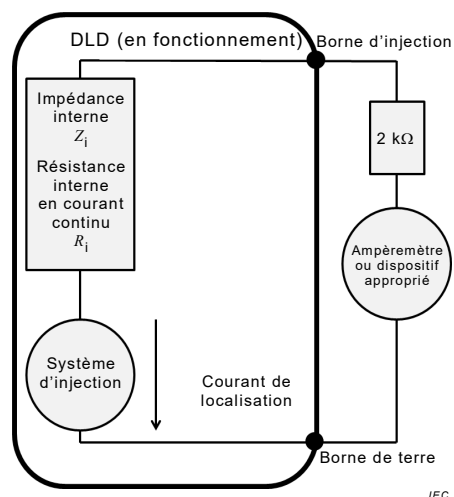 DLD (en fonctionnement)
Borne d'injection
Impédance
interne
Zi
Résistance
interne
en courant
continu
Ri
2 kΩ
Ampèremètre
ou dispositif
approprié
Système
d'injection
Courant de
localisation
Borne de terre
IEC